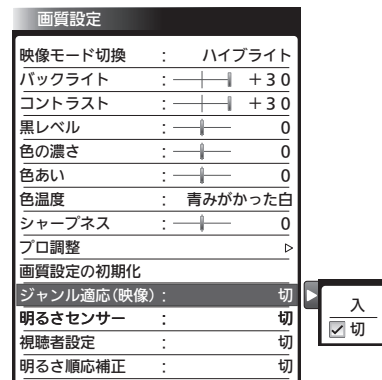 画質設定
映像モード切換 : ハイブライト
バックライト : +30
コントラスト : +30
黒レベル : 0
色の濃さ : 0
色あい : 0
色温度 : 青みがかった白
シャープネス : 0
プロ調整
画質設定の初期化
ジャンル適応(映像) : 切
明るさセンサー : 切
視聴者設定 : 切
明るさ順応補正 : 切
入
切